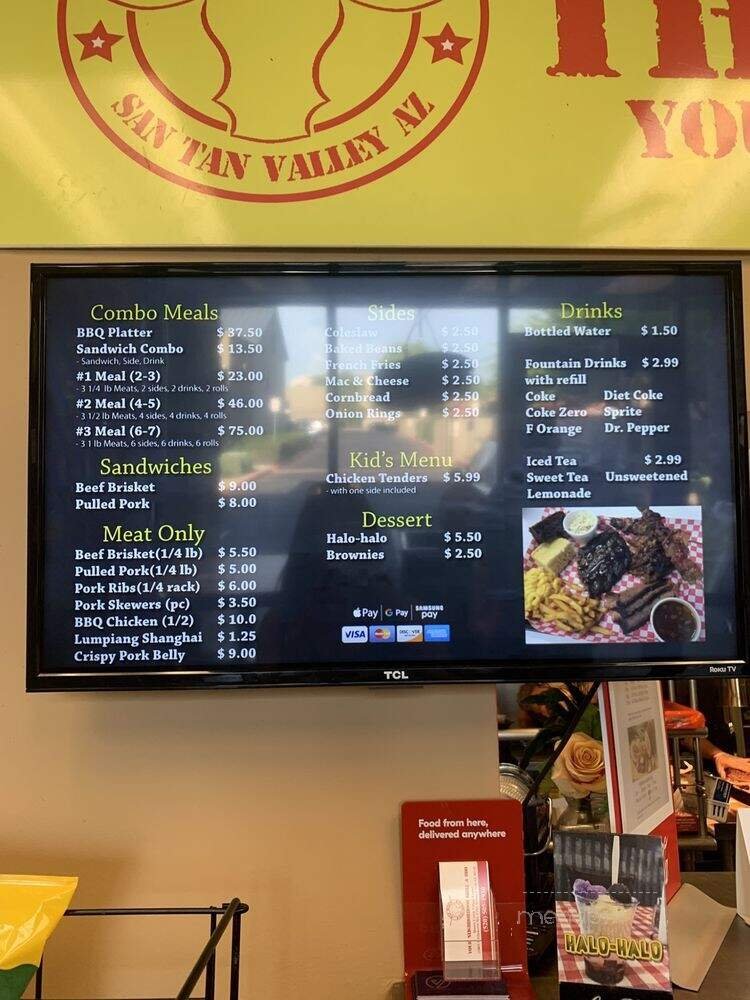 SAN TAN VALLEY AZ
YOU
Combo Meals
BBQ Platter $ 37.50
Sandwich Combo $ 13.50
- Sandwich, Side, Drink
#1 Meal (2-3) $ 23.00
- 3 1/4 lb Meats, 2 sides, 2 drinks, 2 rolls
#2 Meal (4-5) $ 46.00
- 3 1/2 lb Meats, 4 sides, 4 drinks, 4 rolls
#3 Meal (6-7) $ 75.00
- 3 1 lb Meats, 6 sides, 6 drinks, 6 rolls
Sandwiches
Beef Brisket $ 9.00
Pulled Pork $ 8.00
Meat Only
Beef Brisket(1/4 lb) $ 5.50
Pulled Pork(1/4 lb) $ 5.00
Pork Ribs(1/4 rack) $ 6.00
Pork Skewers (pc) $ 3.50
BBQ Chicken (1/2) $ 10.0
Lumpiang Shanghai $ 1.25
Crispy Pork Belly $ 9.00
Sides
Coleslaw $ 2.50
Baked Beans $ 2.50
French Fries $ 2.50
Mac & Cheese $ 2.50
Cornbread $ 2.50
Onion Rings $ 2.50
Kid's Menu
Chicken Tenders $ 5.99
- with one side included
Dessert
Halo-halo $ 5.50
Brownies $ 2.50
Pay G Pay SAMSUNG pay
VISA DISCOVER
Drinks
Bottled Water $ 1.50
Fountain Drinks $ 2.99
with refill
Coke Diet Coke
Coke Zero Sprite
F Orange Dr. Pepper
Iced Tea $ 2.99
Sweet Tea Unsweetened
Lemonade
TCL
Roku TV
Food from here,
delivered anywhere
HALO-HALO